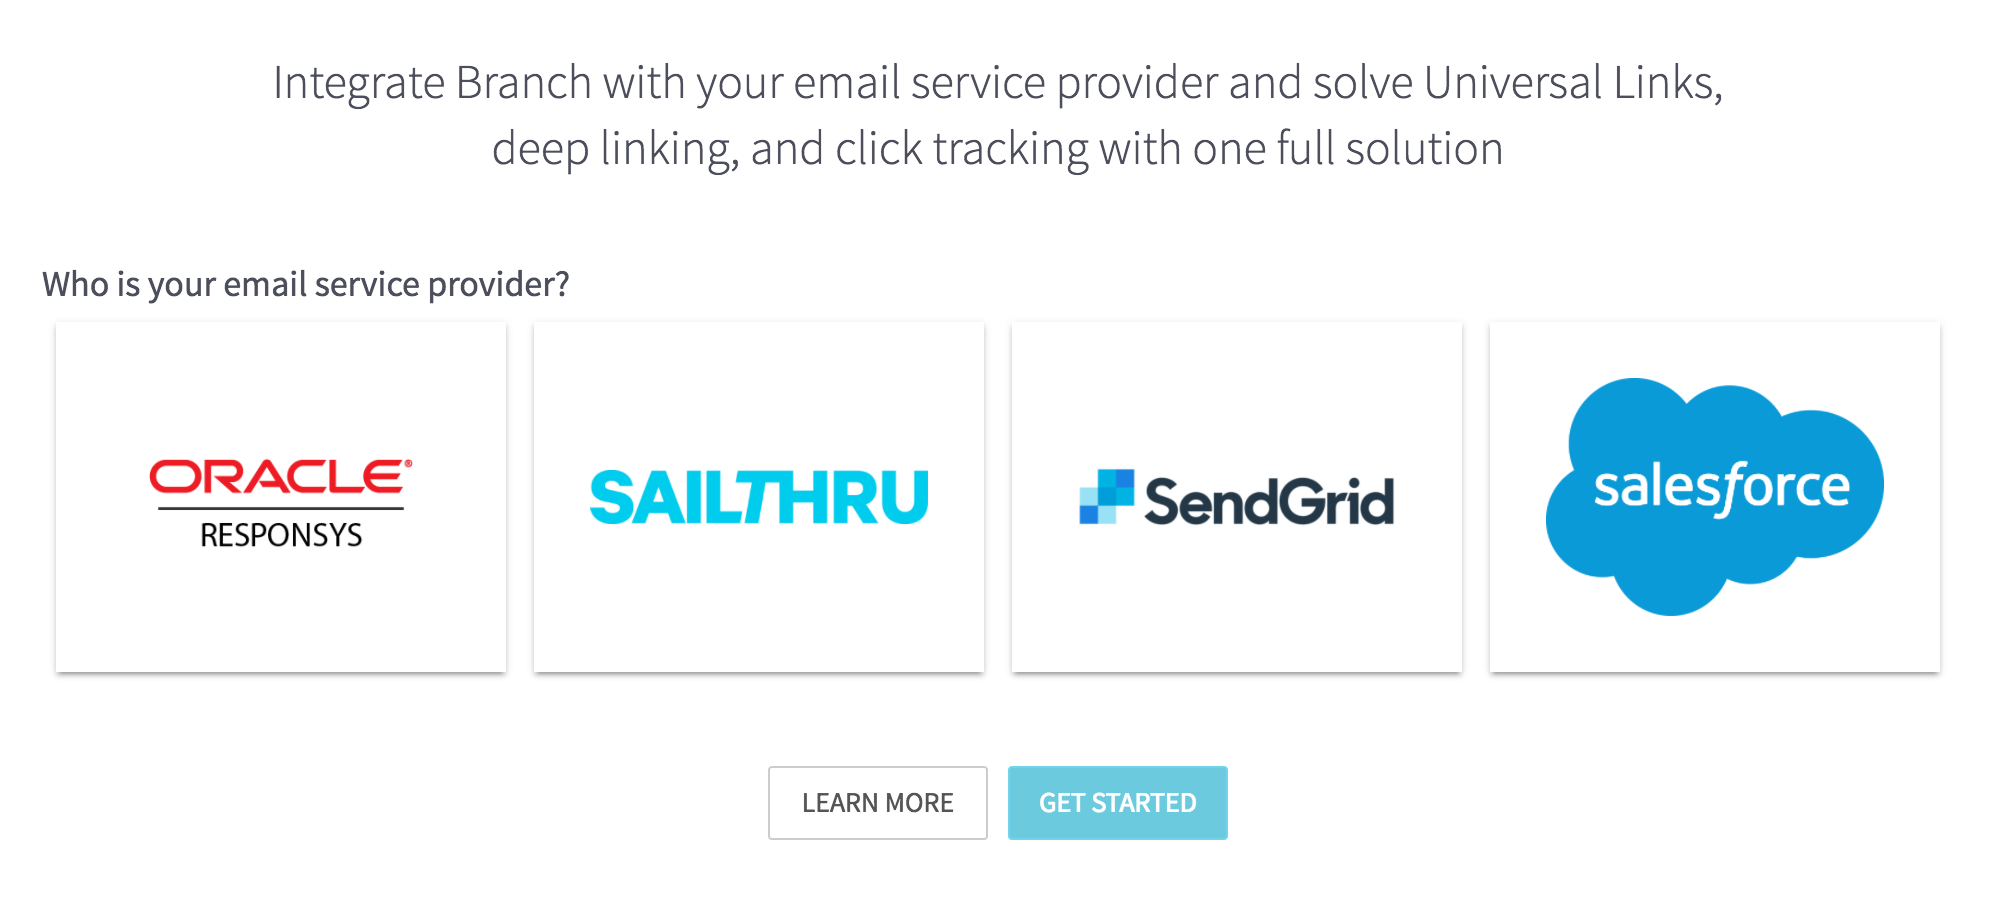 Integrate Branch with your email service provider and solve Universal Links,
deep linking, and click tracking with one full solution
Who is your email service provider?
ORACLE®
RESPONSYS
SAILTHRU
SendGrid
salesforce
LEARN MORE
GET STARTED